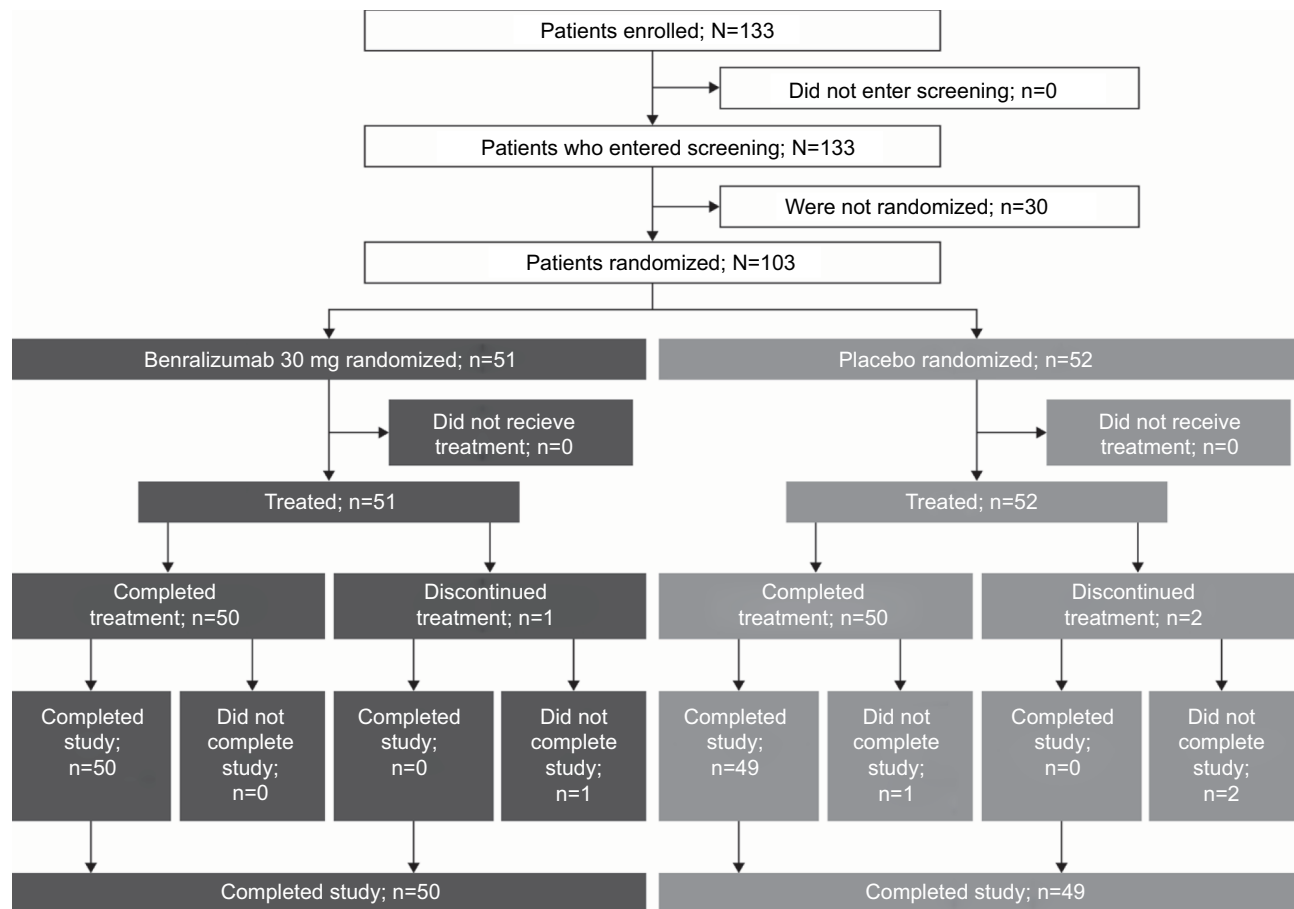 Patients enrolled; N=133
Did not enter screening; n=0
Patients who entered screening; N=133
Were not randomized; n=30
Patients randomized; N=103
Benralizumab 30 mg randomized; n=51
Placebo randomized; n=52
Did not recieve
treatment; n=0
Did not receive
treatment; n=0
Treated; n=51
Treated; n=52
Completed
treatment; n=50
Discontinued
treatment; n=1
Completed
treatment; n=50
Discontinued
treatment; n=2
Completed
study;
n=50
Did not
complete
study;
n=0
Completed
study;
n=0
Did not
complete
study;
n=1
Completed
study;
n=49
Did not
complete
study;
n=1
Completed
study;
n=0
Did not
complete
study;
n=2
Completed study; n=50
Completed study; n=49